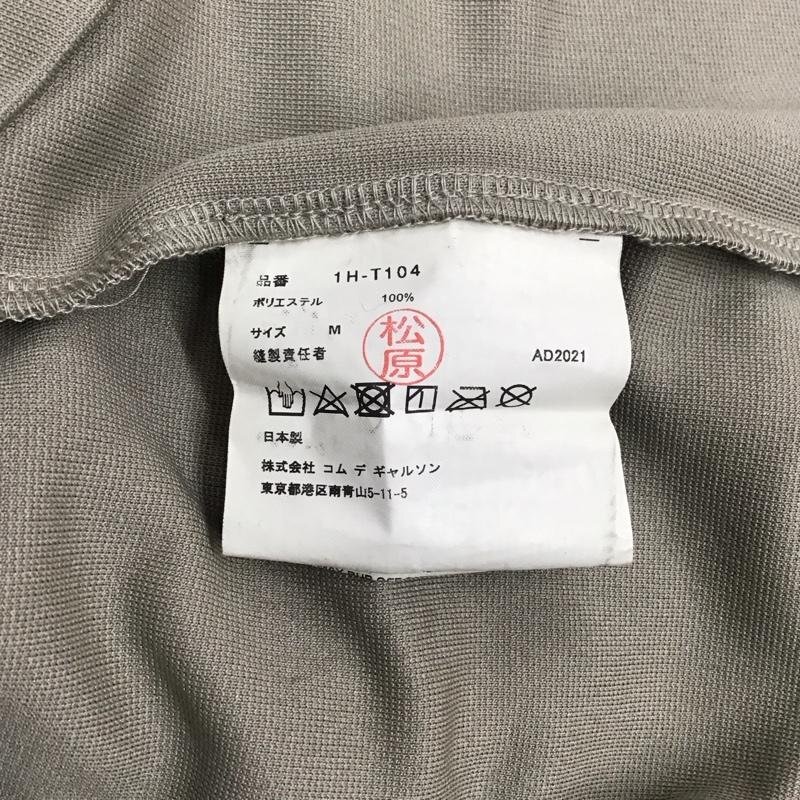 品番 1H-T104
ポリエステル 100%
サイズ M
松原
縫製責任者 AD2021
日本製
株式会社 コム デ ギャルソン
東京都港区南青山5-11-5